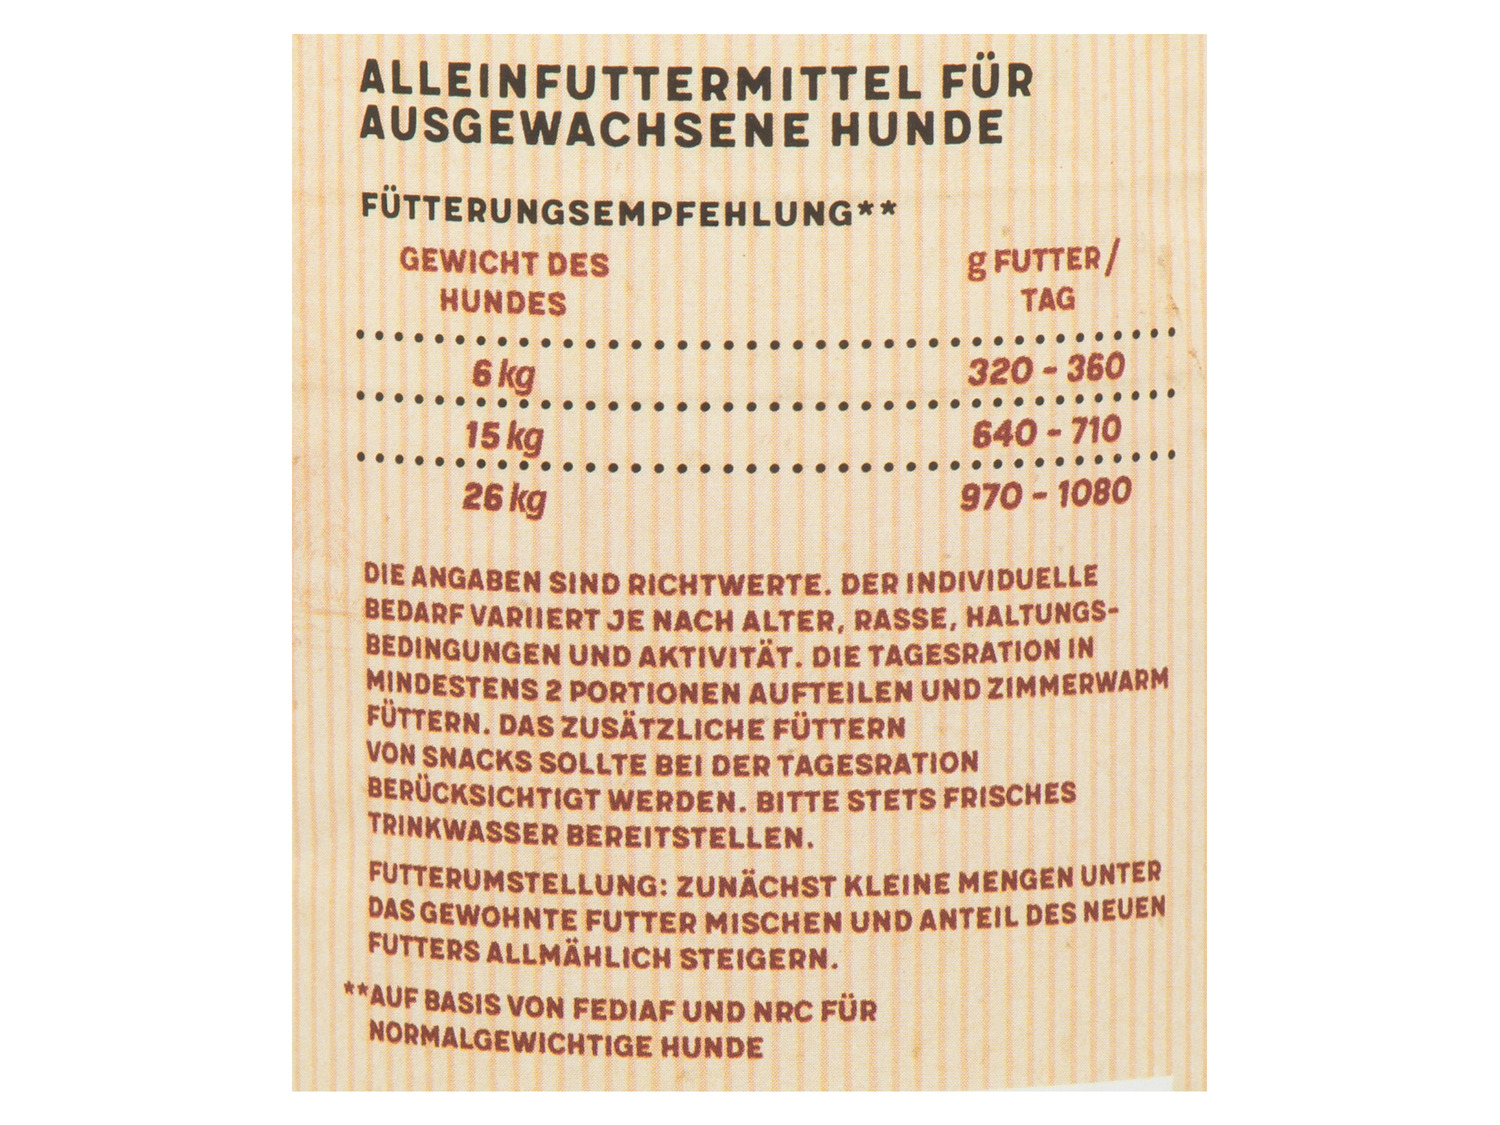 ALLEINFUTTERMITTEL FÜR
AUSGEWACHSENE HUNDE
FÜTTERUNGSEMPFEHLUNG**
GEWICHT DES g FUTTER/
HUNDES TAG
6 kg 320 - 360
15 kg 640 - 710
26 kg 970 - 1080
DIE ANGABEN SIND RICHTWERTE. DER INDIVIDUELLE
BEDARF VARIIERT JE NACH ALTER, RASSE, HALTUNGS-
BEDINGUNGEN UND AKTIVITÄT. DIE TAGESRATION IN
MINDESTENS 2 PORTIONEN AUFTEILEN UND ZIMMERWARM
FÜTTERN. DAS ZUSÄTZLICHE FÜTTERN
VON SNACKS SOLLTE BEI DER TAGESRATION
BERÜCKSICHTIGT WERDEN. BITTE STETS FRISCHES
TRINKWASSER BEREITSTELLEN.
FUTTERUMSTELLUNG: ZUNÄCHST KLEINE MENGEN UNTER
DAS GEWOHNTE FUTTER MISCHEN UND ANTEIL DES NEUEN
FUTTERS ALLMÄHLICH STEIGERN.
**AUF BASIS VON FEDIAF UND NRC FÜR
NORMALGEWICHTIGE HUNDE